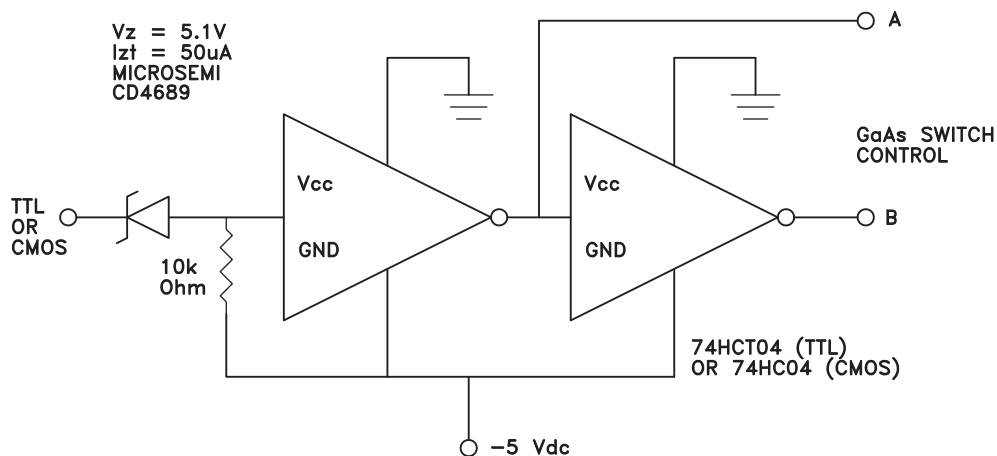 Vz = 5.1V
Izt = 50uA
MICROSEMI
CD4689
A
GaAs SWITCH
CONTROL
Vcc
Vcc
TTL
OR
CMOS
B
GND
GND
10k
Ohm
74HCT04 (TTL)
OR 74HC04 (CMOS)
-5 Vdc